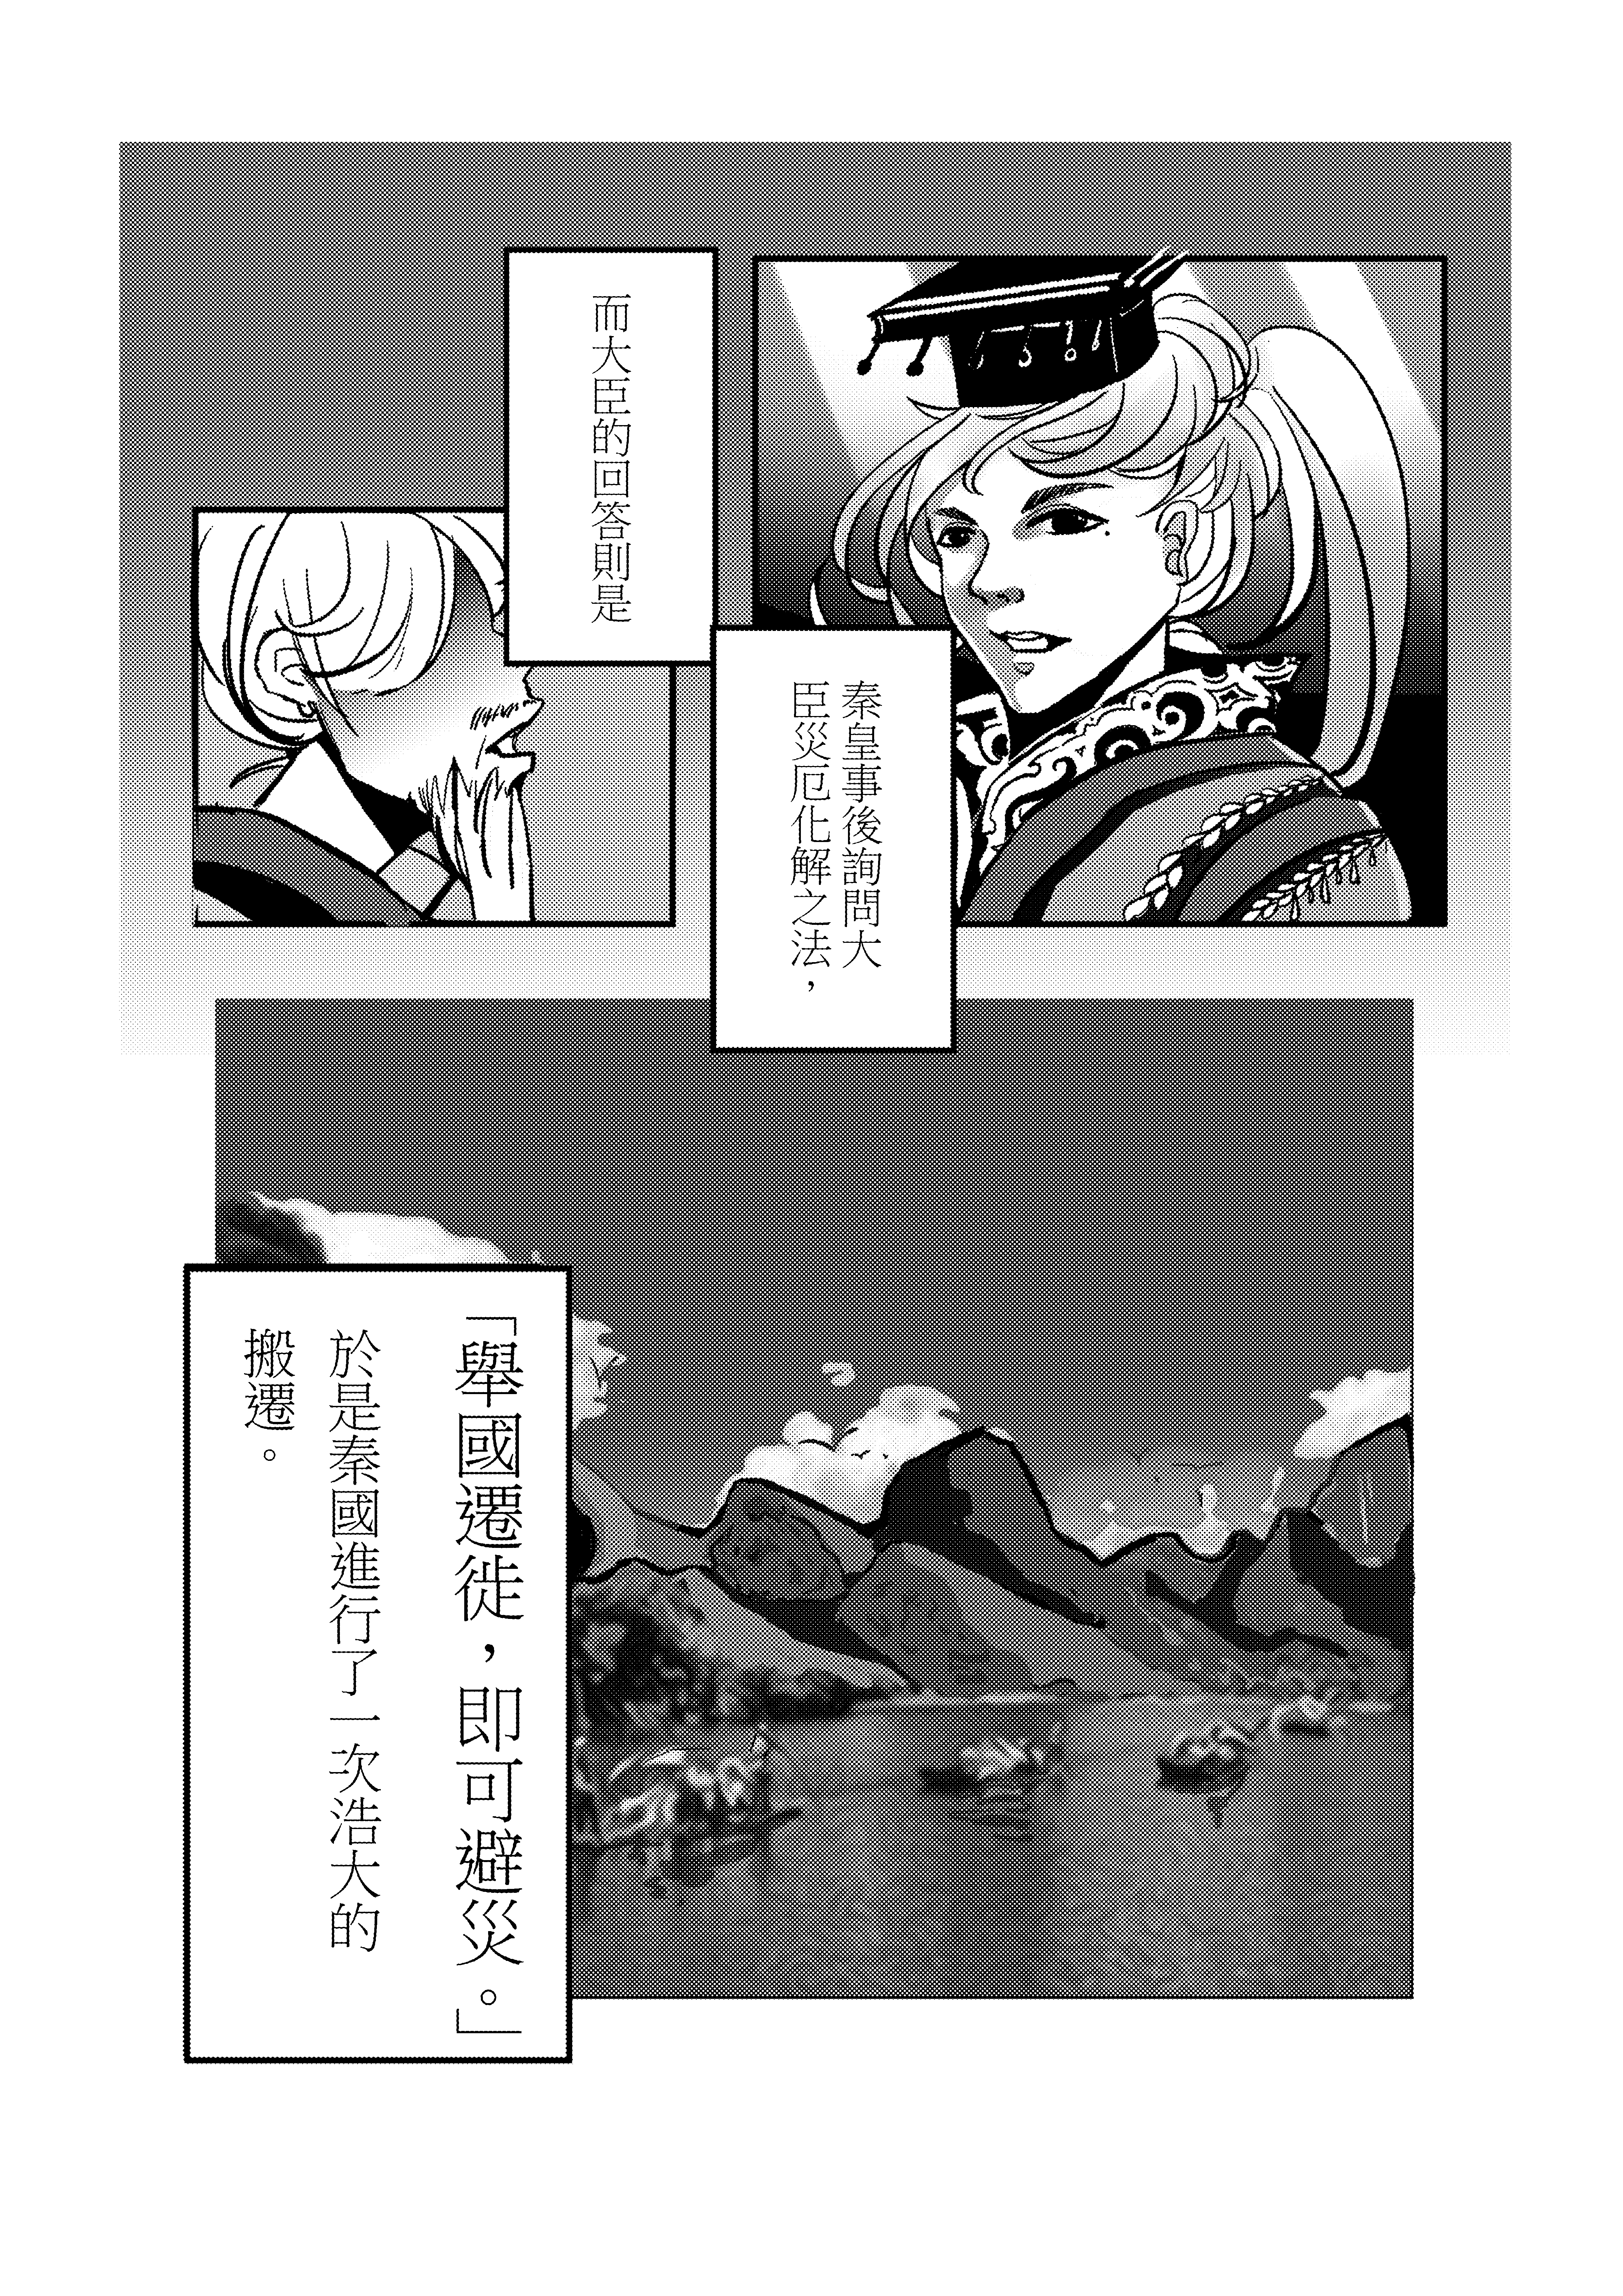 秦皇事後詢問大
臣災厄化解之法，
而大臣的回答則是
「舉國遷徙，即可避災。」
於是秦國進行了一次浩大的
搬遷。